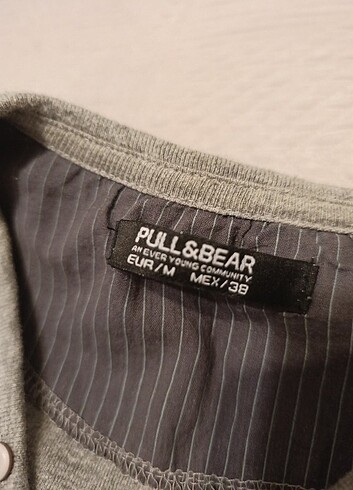 PULL&BEAR
AN EVER YOUNG COMMUNITY
EUR/M MEX/38